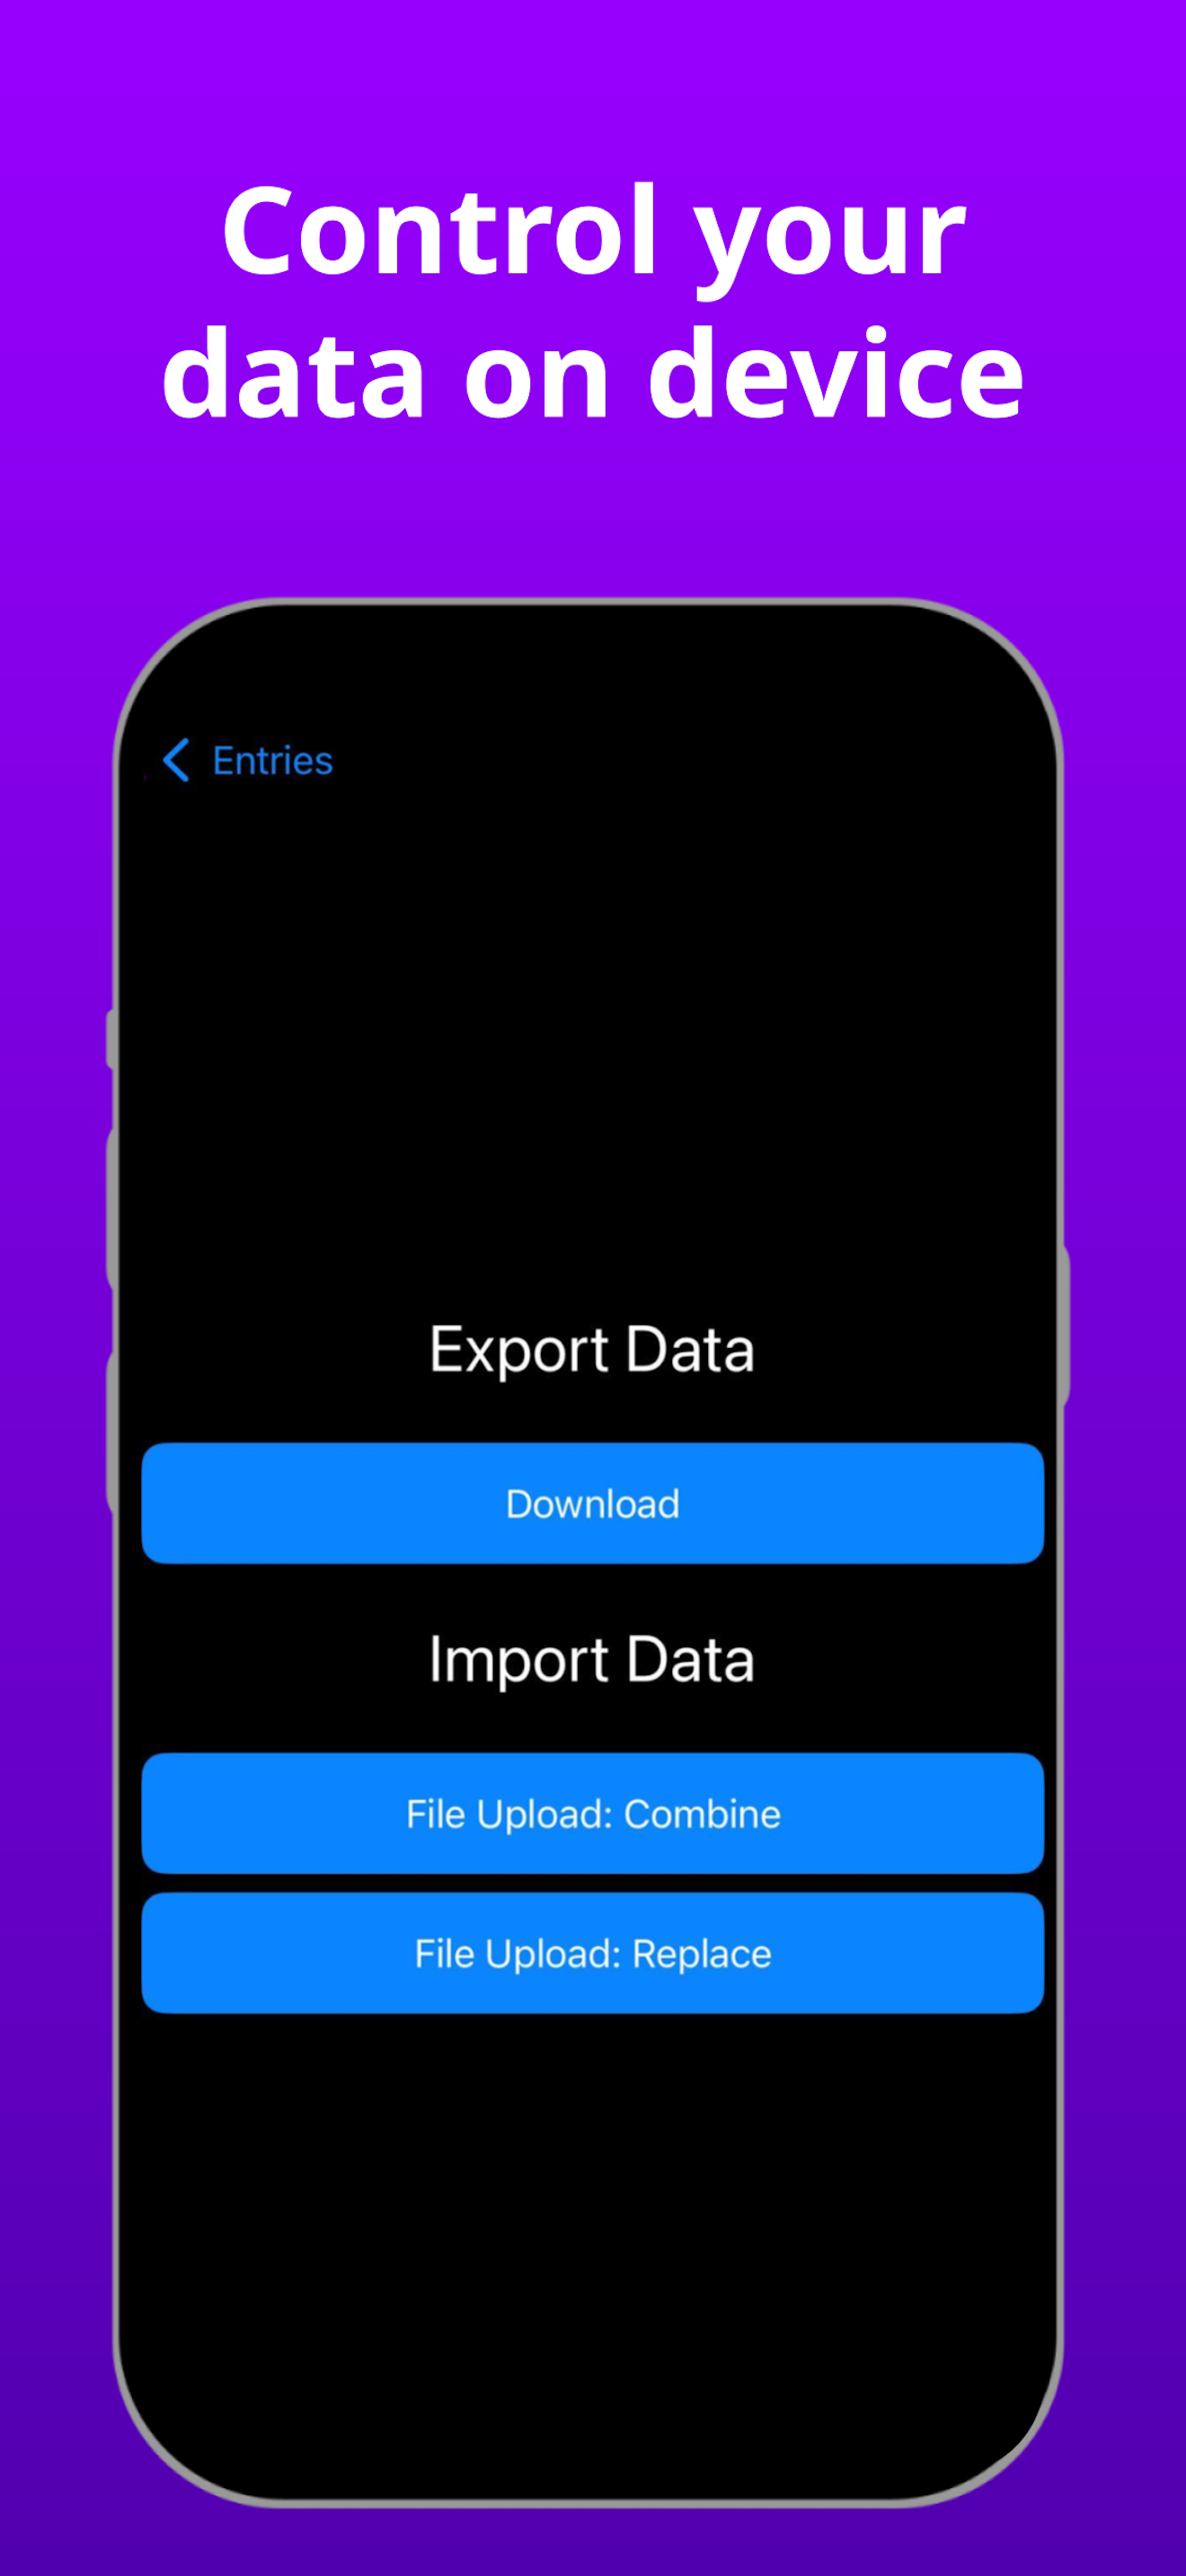 Control your
data on device
Entries
Export Data
Download
Import Data
File Upload: Combine
File Upload: Replace